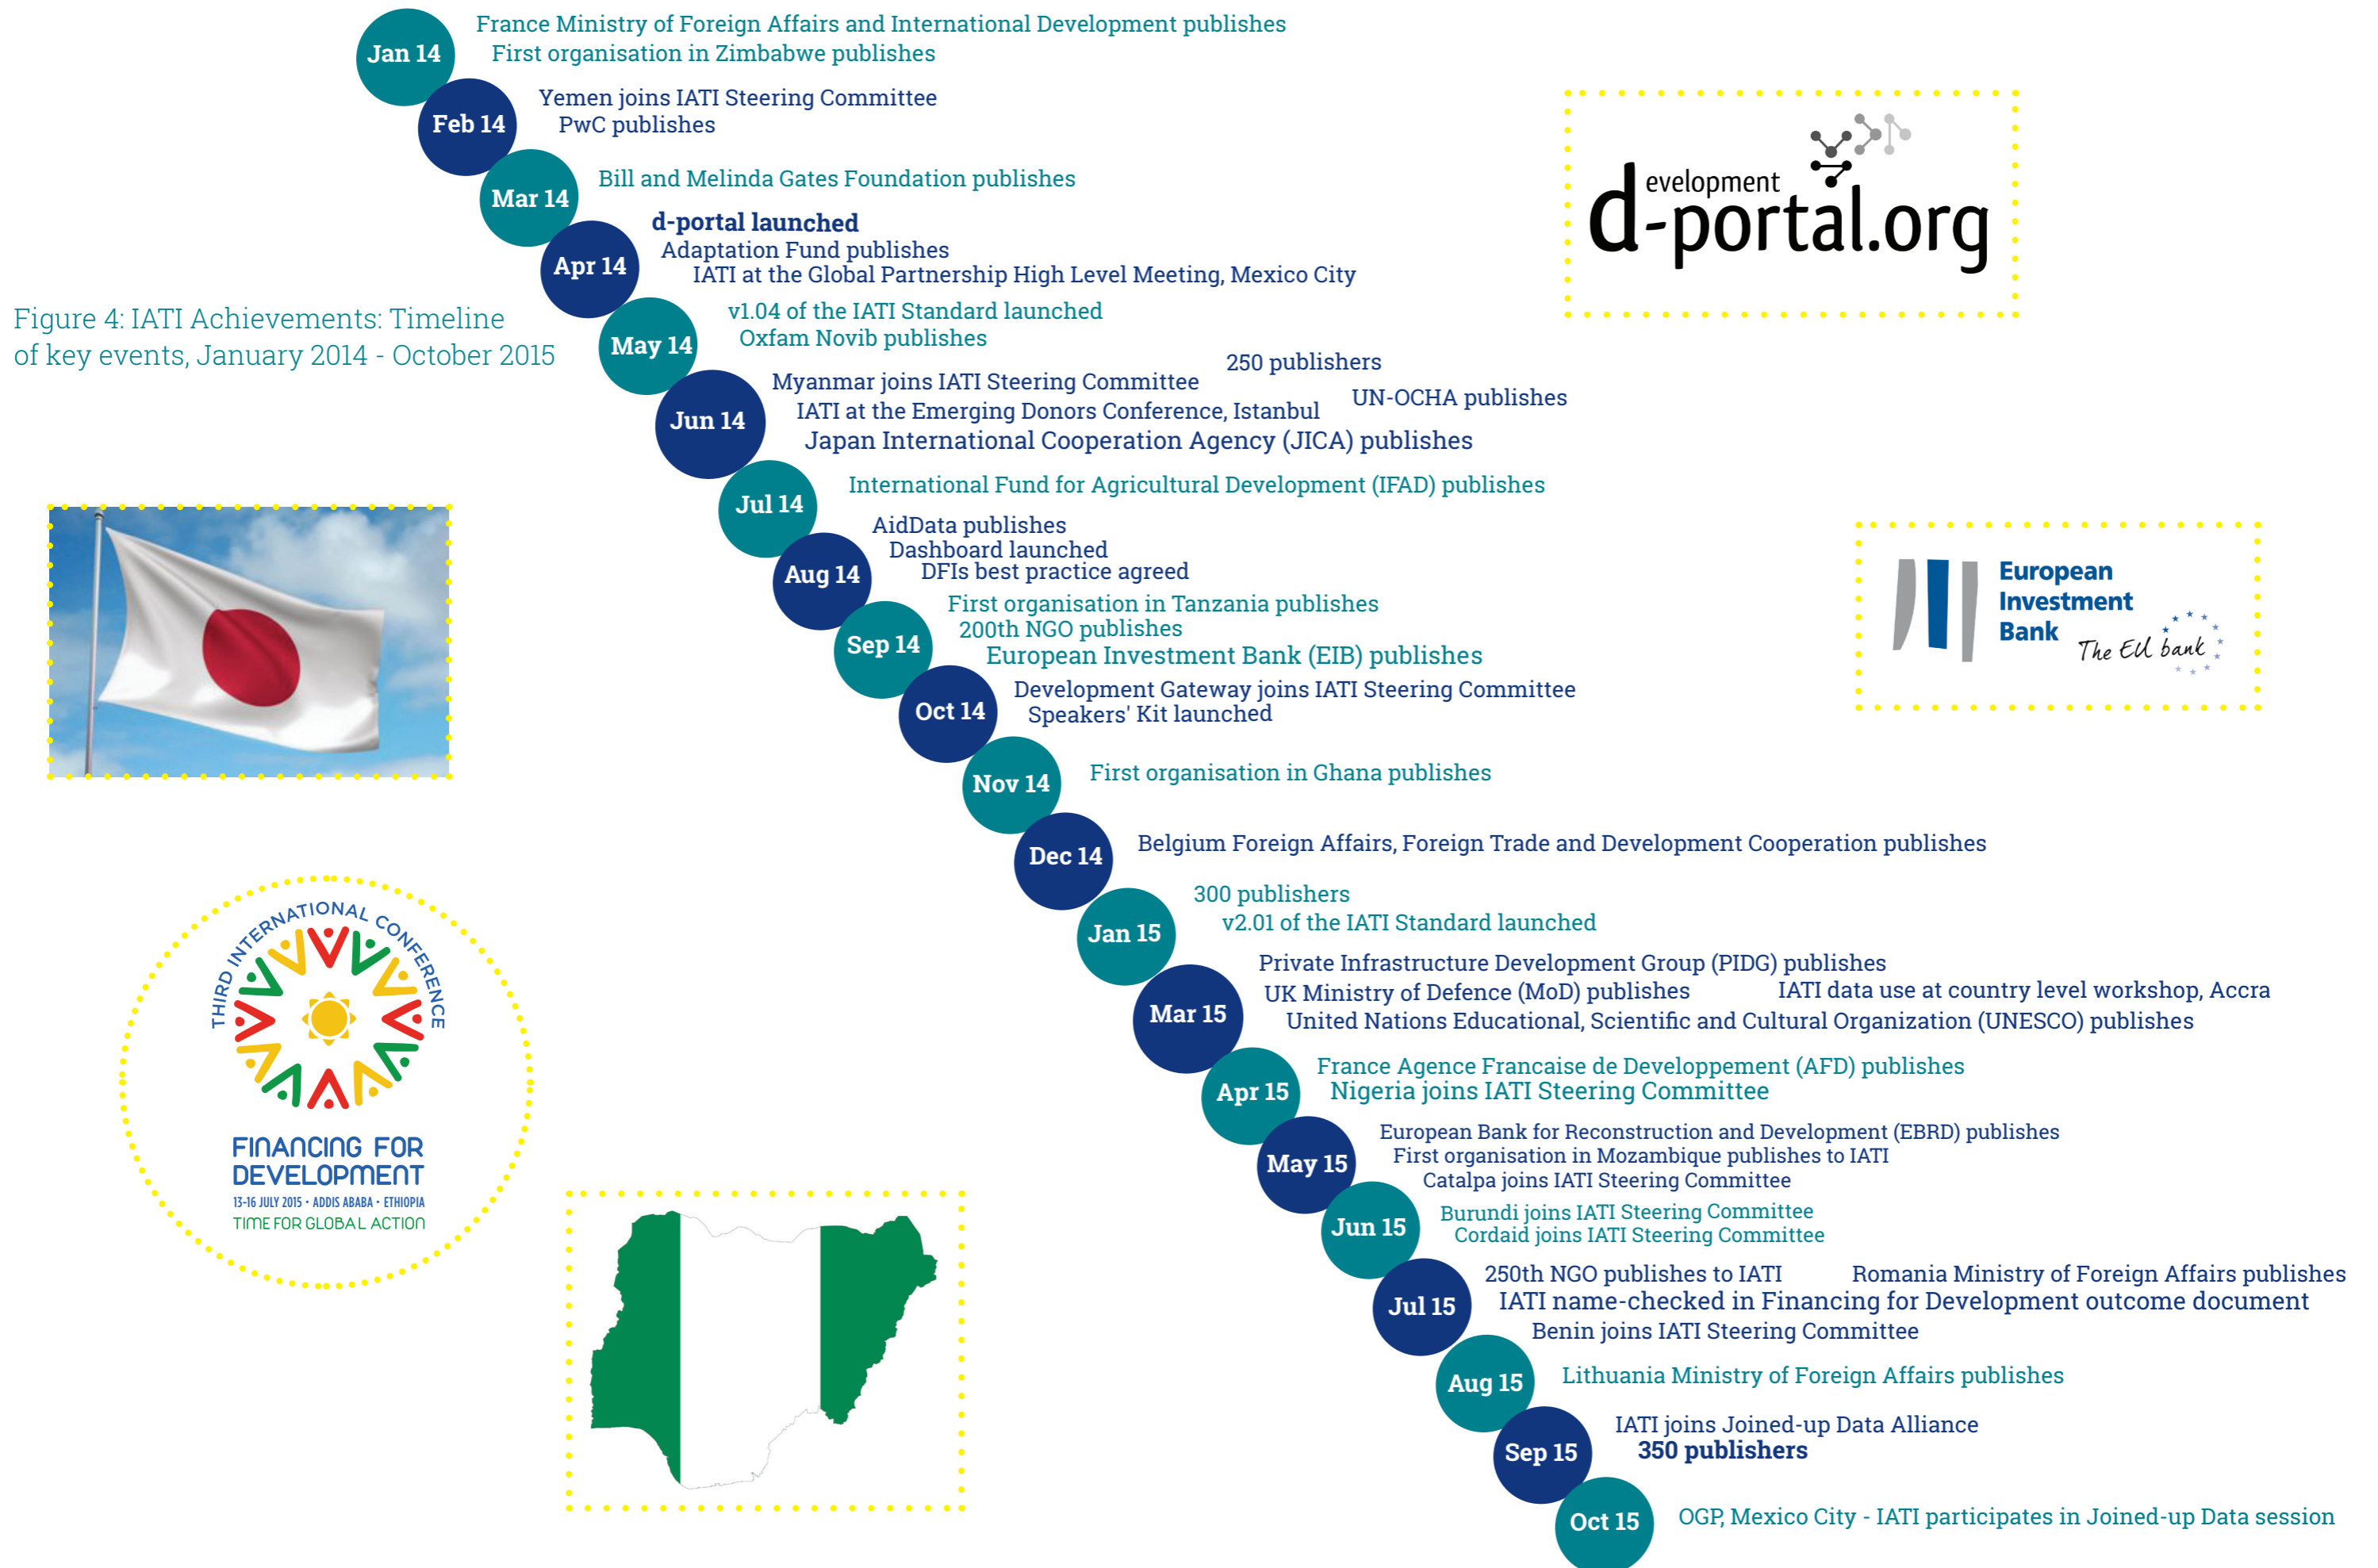 Jan 14
France Ministry of Foreign Affairs and International Development publishes
First organisation in Zimbabwe publishes
Feb 14
Yemen joins IATI Steering Committee
PwC publishes
Mar 14
Bill and Melinda Gates Foundation publishes
Apr 14
d-portal launched
Adaptation Fund publishes
IATI at the Global Partnership High Level Meeting, Mexico City
development
d-portal.org
Figure 4: IATI Achievements: Timeline
of key events, January 2014 - October 2015
May 14
v1.04 of the IATI Standard launched
Oxfam Novib publishes
Jun 14
250 publishers
Myanmar joins IATI Steering Committee
UN-OCHA publishes
IATI at the Emerging Donors Conference, Istanbul
Japan International Cooperation Agency (JICA) publishes
Jul 14
International Fund for Agricultural Development (IFAD) publishes
Aug 14
AidData publishes
Dashboard launched
DFIs best practice agreed
European
Investment
Bank
The EU bank
Sep 14
First organisation in Tanzania publishes
200th NGO publishes
European Investment Bank (EIB) publishes
Oct 14
Development Gateway joins IATI Steering Committee
Speakers' Kit launched
Nov 14
First organisation in Ghana publishes
Dec 14
Belgium Foreign Affairs, Foreign Trade and Development Cooperation publishes
Jan 15
300 publishers
v2.01 of the IATI Standard launched
THIRD INTERNATIONAL CONFERENCE
FINANCING FOR
DEVELOPMENT
13-16 JULY 2015 • ADDIS ABABA • ETHIOPIA
TIME FOR GLOBAL ACTION
Mar 15
Private Infrastructure Development Group (PIDG) publishes
UK Ministry of Defence (MoD) publishes
IATI data use at country level workshop, Accra
United Nations Educational, Scientific and Cultural Organization (UNESCO) publishes
Apr 15
France Agence Francaise de Developpement (AFD) publishes
Nigeria joins IATI Steering Committee
May 15
European Bank for Reconstruction and Development (EBRD) publishes
First organisation in Mozambique publishes to IATI
Catalpa joins IATI Steering Committee
Jun 15
Burundi joins IATI Steering Committee
Cordaid joins IATI Steering Committee
Jul 15
250th NGO publishes to IATI
Romania Ministry of Foreign Affairs publishes
IATI name-checked in Financing for Development outcome document
Benin joins IATI Steering Committee
Aug 15
Lithuania Ministry of Foreign Affairs publishes
Sep 15
IATI joins Joined-up Data Alliance
350 publishers
Oct 15
OGP, Mexico City - IATI participates in Joined-up Data session